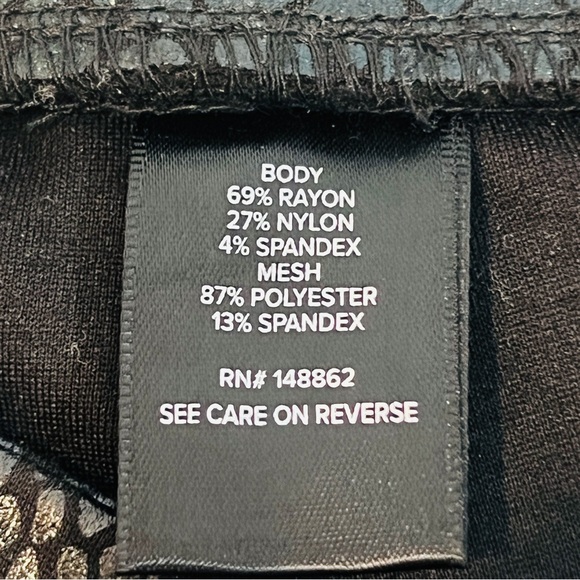 BODY
69% RAYON
27% NYLON
4% SPANDEX
MESH
87% POLYESTER
13% SPANDEX
RN# 148862
SEE CARE ON REVERSE